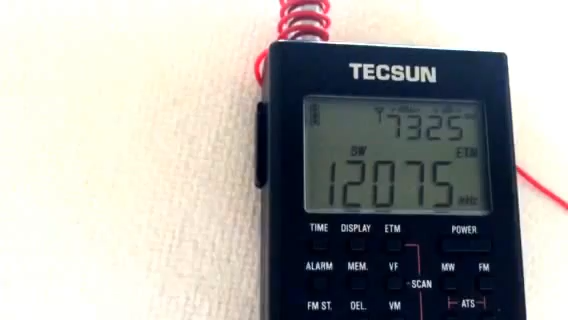 TECSUN
7325
SW ETM
12075 kHz
TIME DISPLAY ETM POWER
ALARM MEM. VF SCAN MW FM
FM ST. DEL. VM ATS